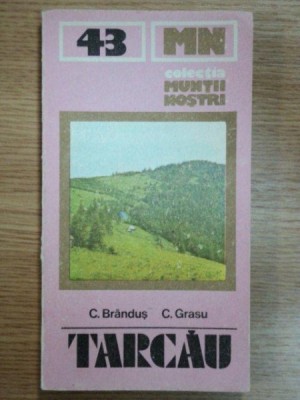 43 MN
colecția
MUNȚII
NOȘTRI
C. Brânduș C. Grasu
TARCĂU